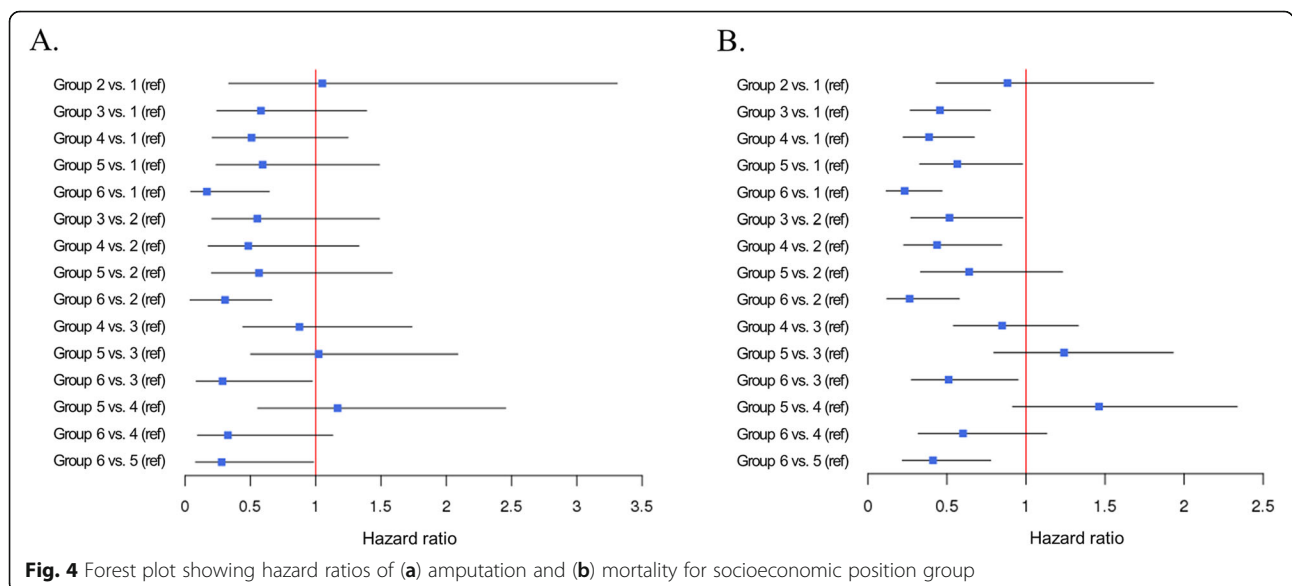 A.
Group 2 vs. 1 (ref)
Group 3 vs. 1 (ref)
Group 4 vs. 1 (ref)
Group 5 vs. 1 (ref)
Group 6 vs. 1 (ref)
Group 3 vs. 2 (ref)
Group 4 vs. 2 (ref)
Group 5 vs. 2 (ref)
Group 6 vs. 2 (ref)
Group 4 vs. 3 (ref)
Group 5 vs. 3 (ref)
Group 6 vs. 3 (ref)
Group 5 vs. 4 (ref)
Group 6 vs. 4 (ref)
Group 6 vs. 5 (ref)
0 0.5 1 1.5 2 2.5 3 3.5
Hazard ratio
B.
Group 2 vs. 1 (ref)
Group 3 vs. 1 (ref)
Group 4 vs. 1 (ref)
Group 5 vs. 1 (ref)
Group 6 vs. 1 (ref)
Group 3 vs. 2 (ref)
Group 4 vs. 2 (ref)
Group 5 vs. 2 (ref)
Group 6 vs. 2 (ref)
Group 4 vs. 3 (ref)
Group 5 vs. 3 (ref)
Group 6 vs. 3 (ref)
Group 5 vs. 4 (ref)
Group 6 vs. 4 (ref)
Group 6 vs. 5 (ref)
0 0.5 1 1.5 2 2.5
Hazard ratio
Fig. 4 Forest plot showing hazard ratios of (a) amputation and (b) mortality for socioeconomic position group